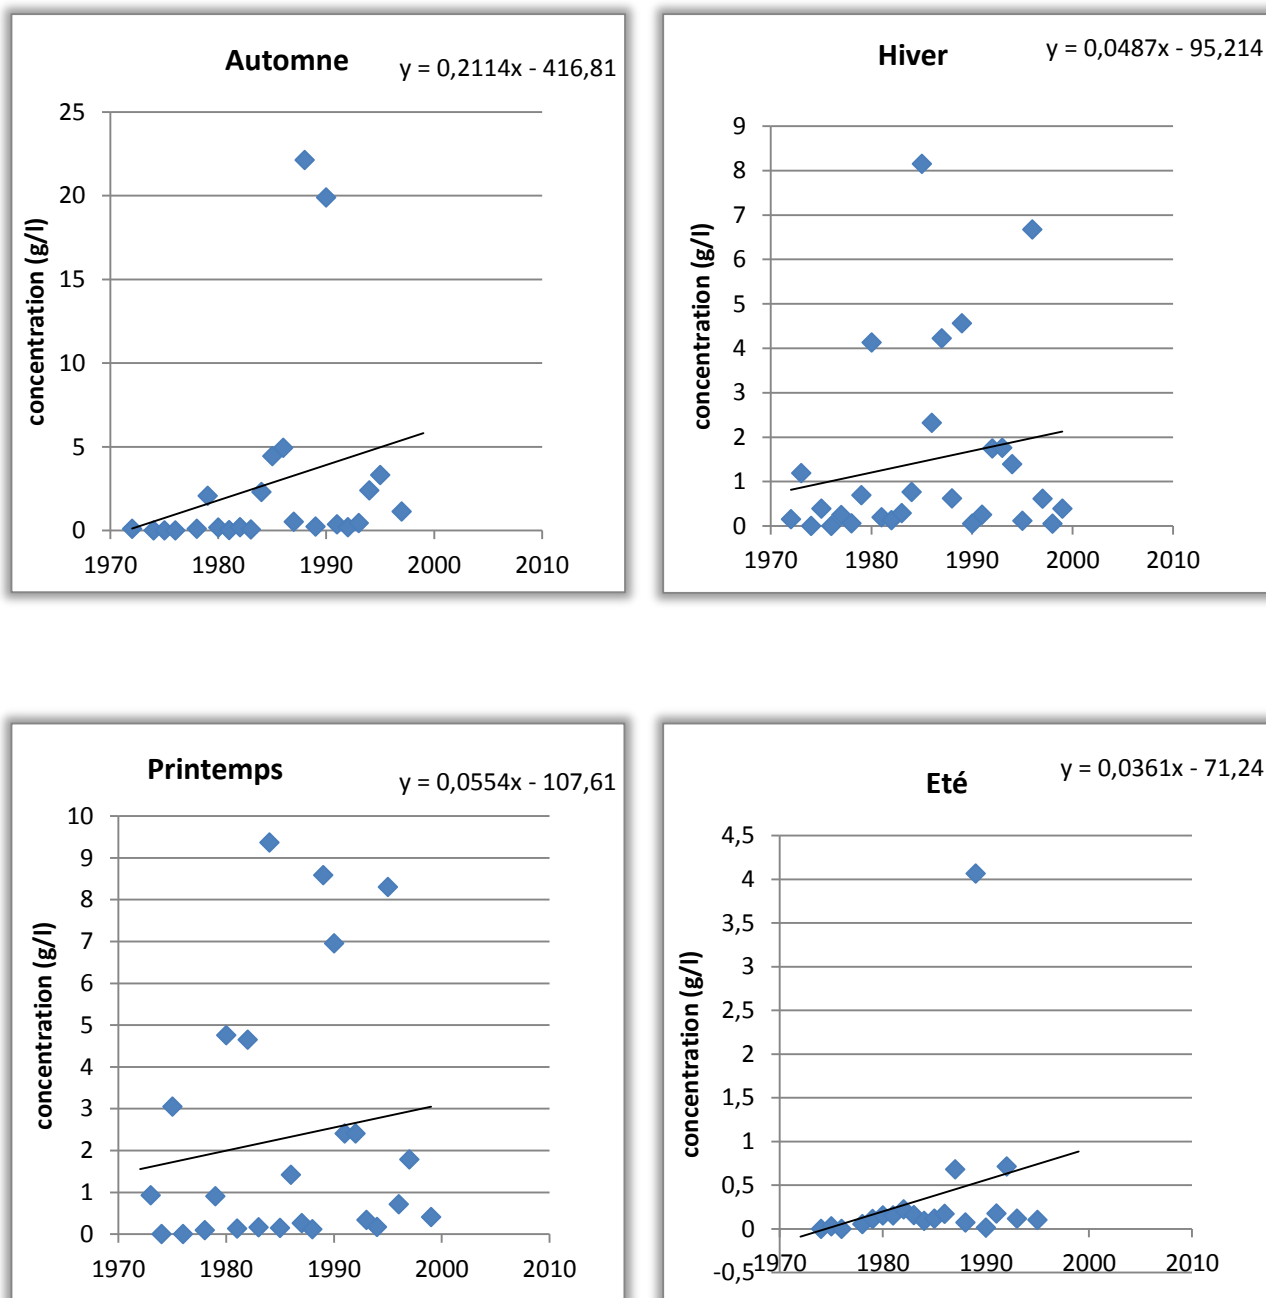 Automne
y = 0,2114x - 416,81
25
20
15
10
5
0
1970 1980 1990 2000 2010
concentration (g/l)
Hiver
y = 0,0487x - 95,214
9
8
7
6
5
4
3
2
1
0
1970 1980 1990 2000 2010
concentration (g/l)
Printemps
y = 0,0554x - 107,61
10
9
8
7
6
5
4
3
2
1
0
1970 1980 1990 2000 2010
concentration (g/l)
Eté
y = 0,0361x - 71,24
4,5
4
3,5
3
2,5
2
1,5
1
0,5
0
-0,5
1970 1980 1990 2000 2010
concentration (g/l)